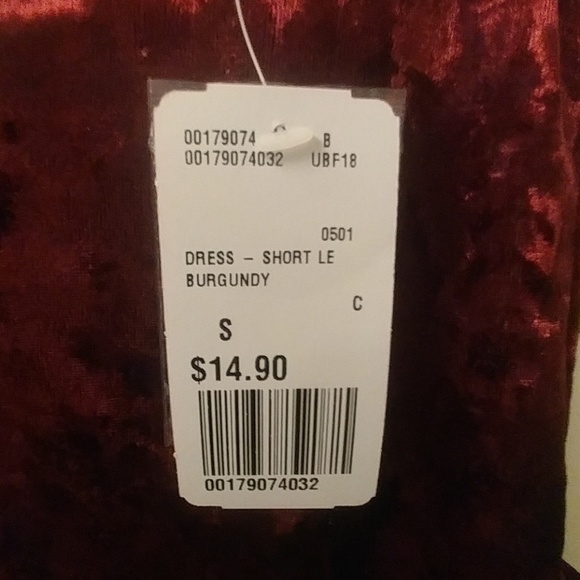 00179074 B
00179074032 UBF18
0501
DRESS – SHORT LE
BURGUNDY
C
S
$14.90
00179074032